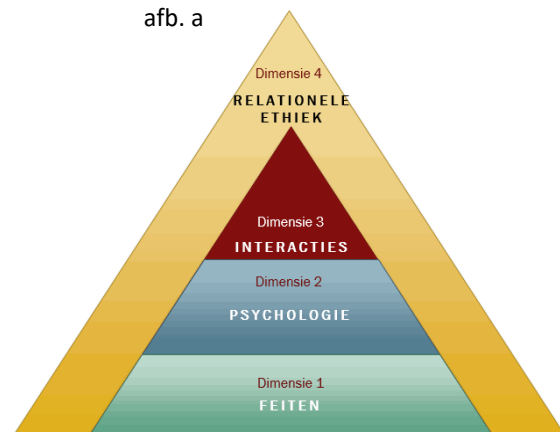 afb. a
Dimensie 4
RELATIONELE
ETHIEK
Dimensie 3
INTERACTIES
Dimensie 2
PSYCHOLOGIE
Dimensie 1
FEITEN